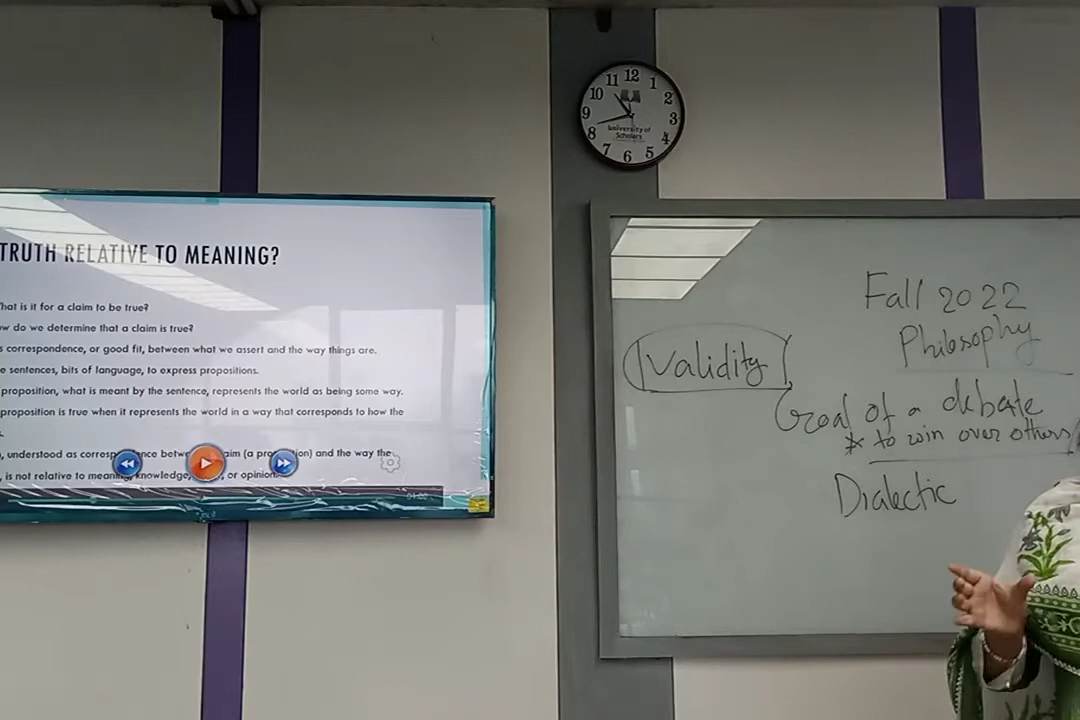 TRUTH RELATIVE TO MEANING?
hat is it for a claim to be true?
ow do we determine that a claim is true?
s correspondence, or good fit, between what we assert and the way things are.
e sentences, bits of language, to express propositions.
proposition, what is meant by the sentence, represents the world as being some way.
proposition is true when it represents the world in a way that corresponds to how the
, understood as corresp nce betw aim (a pro ion) and the way the
, is not relative to meaning, knowledge, or opinion.
11 12 1
10 2
9 3
8 4
7 6 5
University of
Scholars
Fall 2022
Philosophy
Validity
Goal of a debate
* to win over others
Dialectic